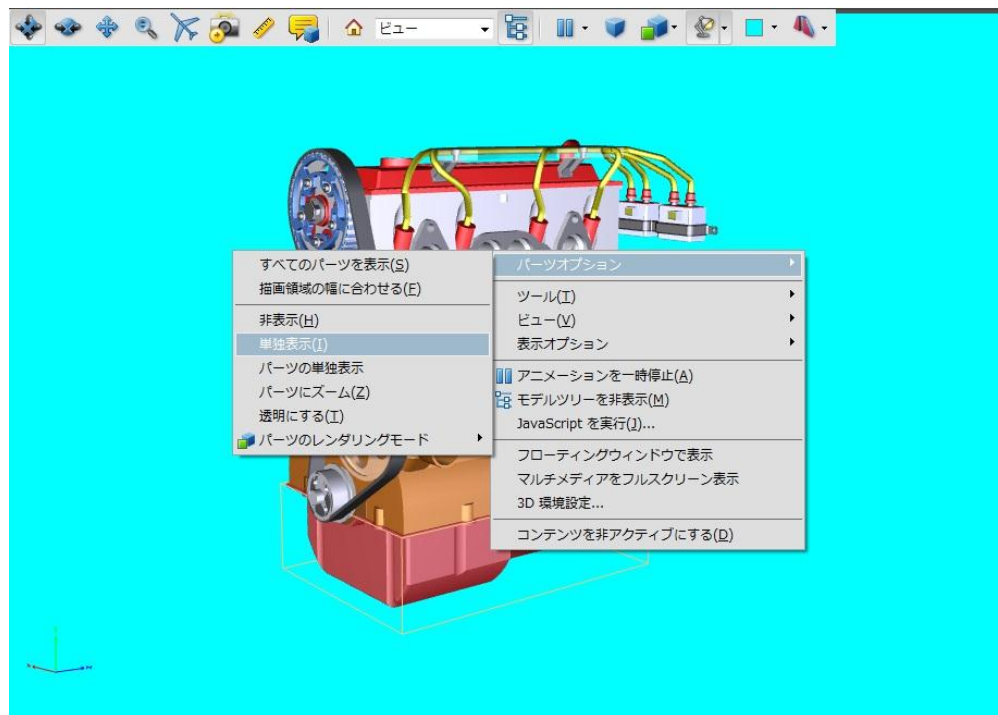 ビュー
すべてのパーツを表示(S)
描画領域の幅に合わせる(F)
非表示(H)
単独表示(I)
パーツの単独表示
パーツにズーム(Z)
透明にする(T)
パーツのレンダリングモード
パーツオプション
ツール(T)
ビュー(V)
表示オプション
アニメーションを一時停止(A)
モデルツリーを非表示(M)
JavaScript を実行(J)...
フローティングウィンドウで表示
マルチメディアをフルスクリーン表示
3D 環境設定...
コンテンツを非アクティブにする(D)